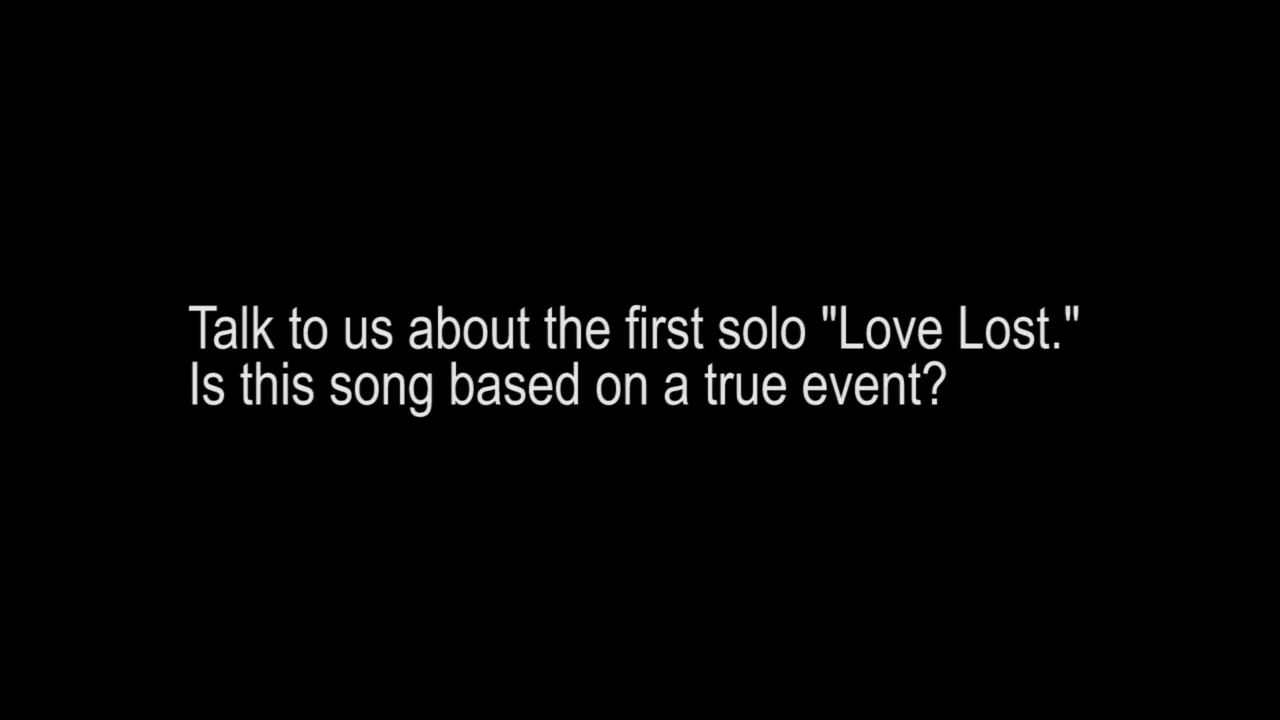 Talk to us about the first solo "Love Lost."
Is this song based on a true event?